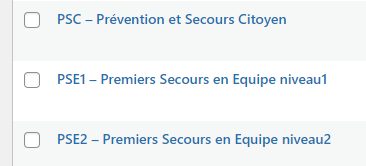 PSC – Prévention et Secours Citoyen
PSE1 – Premiers Secours en Equipe niveau1
PSE2 – Premiers Secours en Equipe niveau2